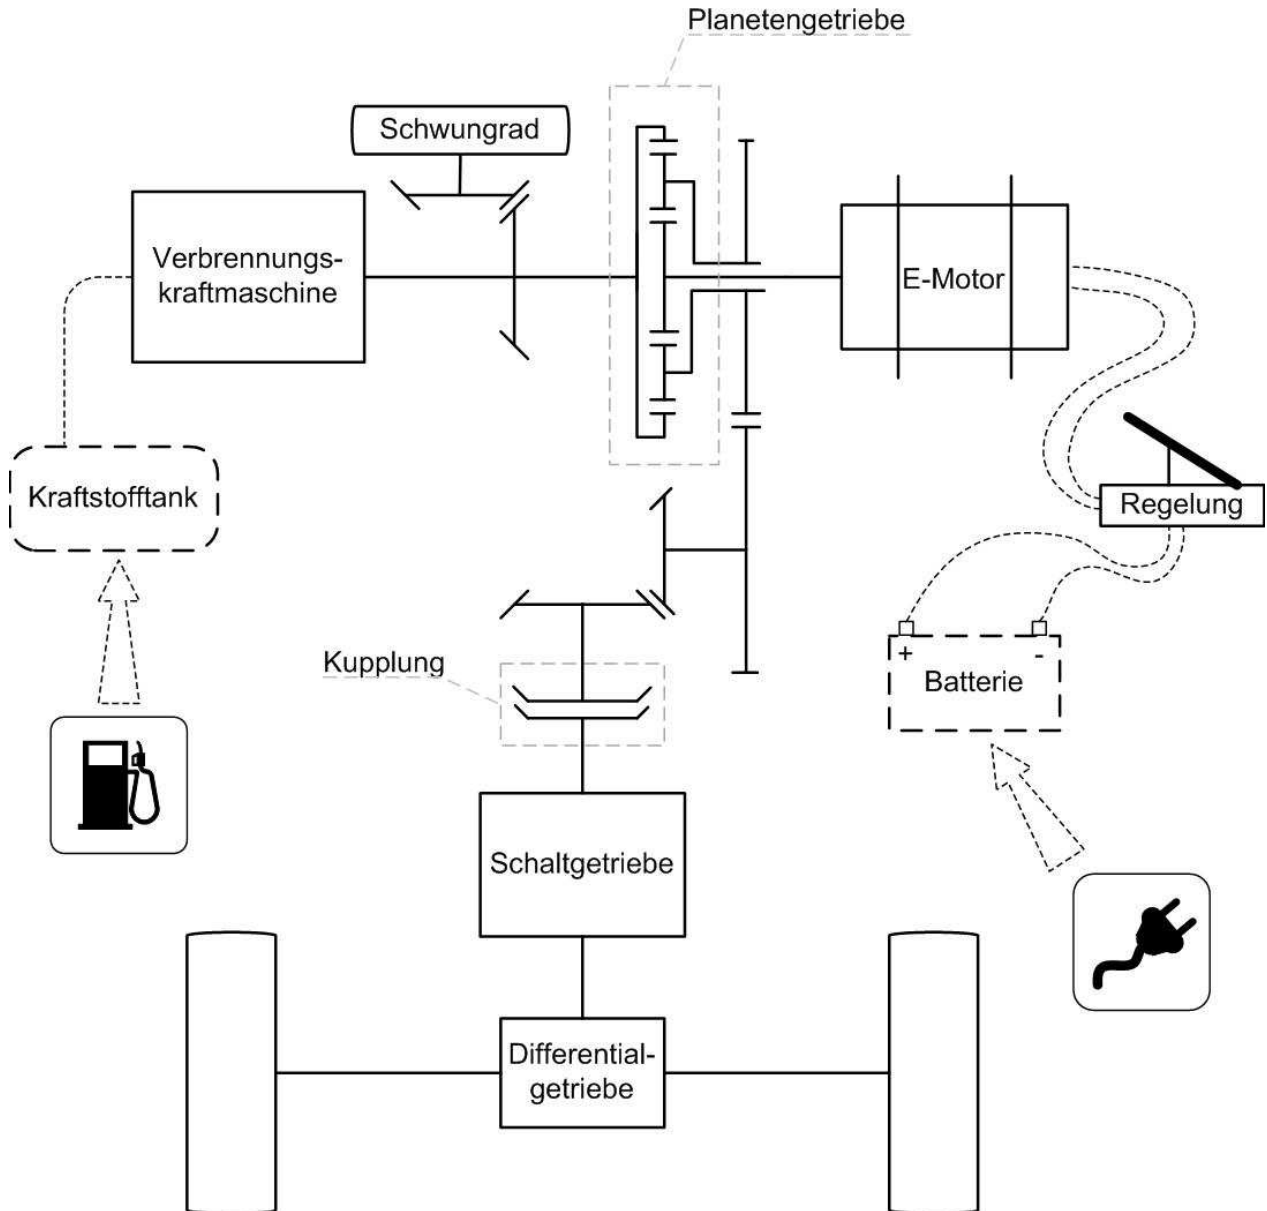 Planetengetriebe
Schwungrad
Verbrennungs-
kraftmaschine
E-Motor
Kraftstofftank
Regelung
Kupplung
+ -
Batterie
Schaltgetriebe
Differential-
getriebe